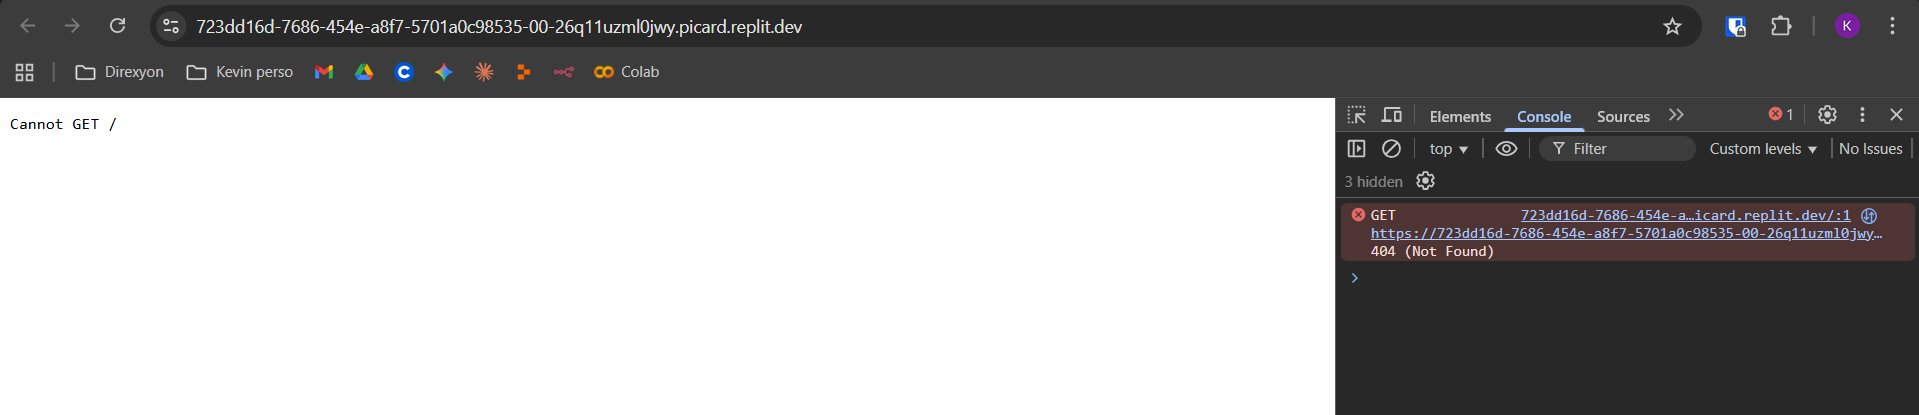 723dd16d-7686-454e-a8f7-5701a0c98535-00-26q11uzml0jwy.picard.replit.dev
K
Direxyon
Kevin perso
Colab
Cannot GET /
Elements
Console
Sources
1
top
Filter
Custom levels
No Issues
3 hidden
GET 723dd16d-7686-454e-a…icard.replit.dev/:1
https://723dd16d-7686-454e-a8f7-5701a0c98535-00-26q11uzml0jwy…
404 (Not Found)